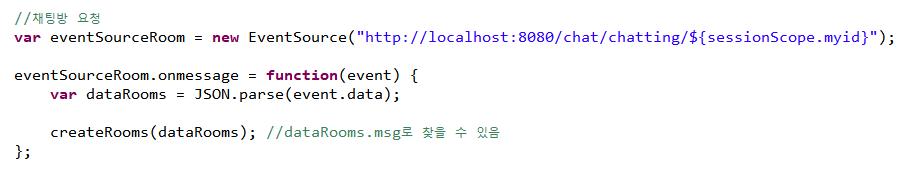 //채팅방 요청
var eventSourceRoom = new EventSource("http://localhost:8080/chat/chatting/${sessionScope.myid}");
eventSourceRoom.onmessage = function(event) {
var dataRooms = JSON.parse(event.data);
createRooms(dataRooms); //dataRooms.msg로 찾을 수 있음
};